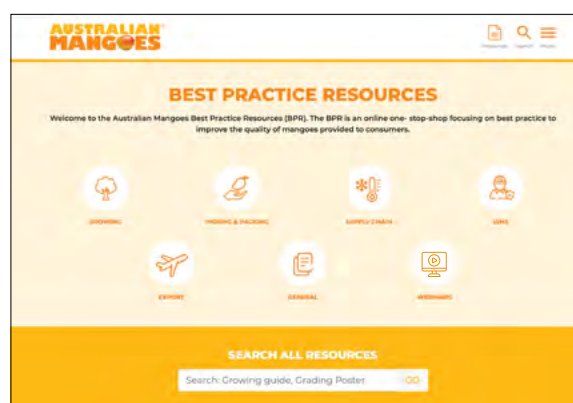 AUSTRALIAN
MANGOES
BEST PRACTICE RESOURCES
Welcome to the Australian Mangoes Best Practice Resources (BPR). The BPR is an online one- stop-shop focusing on best practice to
improve the quality of mangoes provided to consumers.
GROWING
PICKING & PACKING
SUPPLY CHAIN
WHS
EXPORT
GENERAL
WEBINARS
SEARCH ALL RESOURCES
Search: Growing guide, Grading Poster
GO